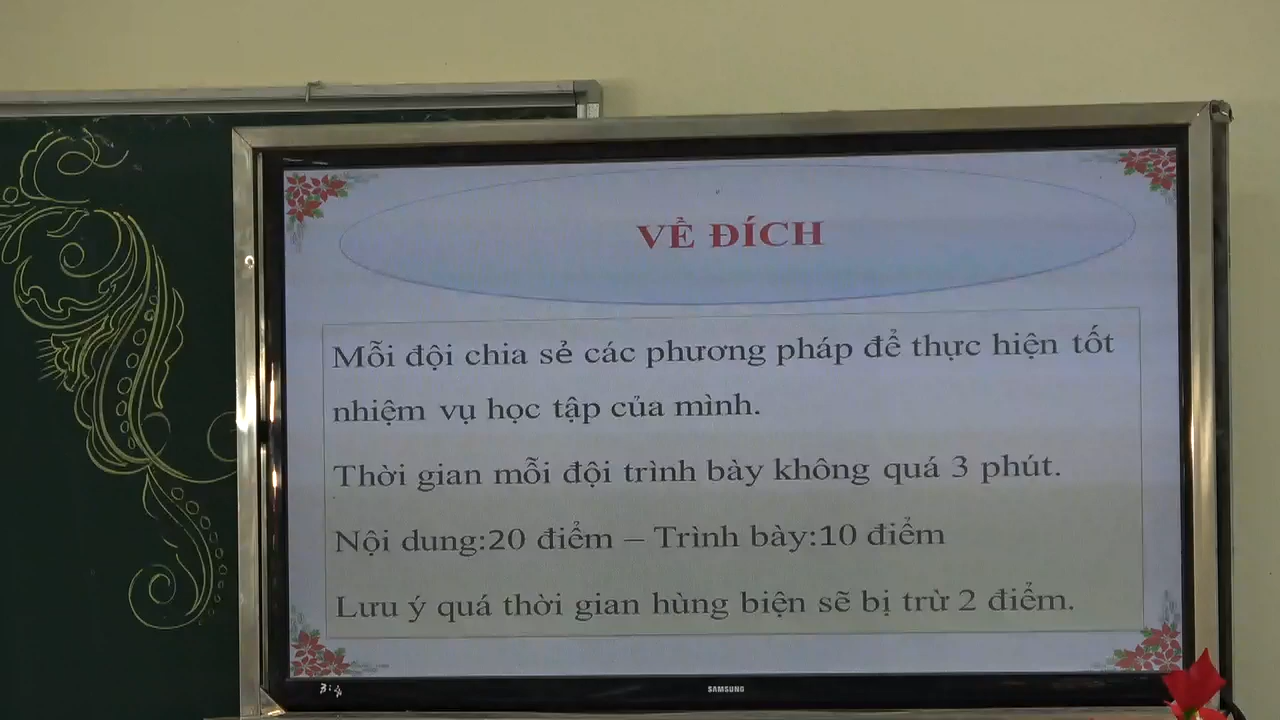 VỀ ĐÍCH
Mỗi đội chia sẻ các phương pháp để thực hiện tốt
nhiệm vụ học tập của mình.
Thời gian mỗi đội trình bày không quá 3 phút.
Nội dung:20 điểm – Trình bày:10 điểm
Lưu ý quá thời gian hùng biện sẽ bị trừ 2 điểm.
SAMSUNG